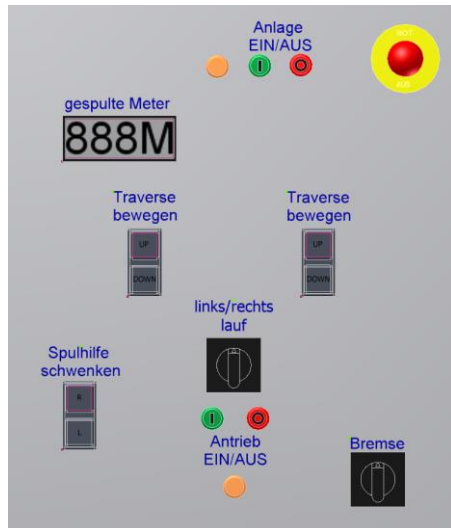 Anlage
EIN/AUS
NOT
AUS
gespulte Meter
888M
Traverse
bewegen
UP
DOWN
Traverse
bewegen
UP
DOWN
links/rechts
lauf
Spulhilfe
schwenken
R
L
I
O
I
O
Antrieb
EIN/AUS
Bremse